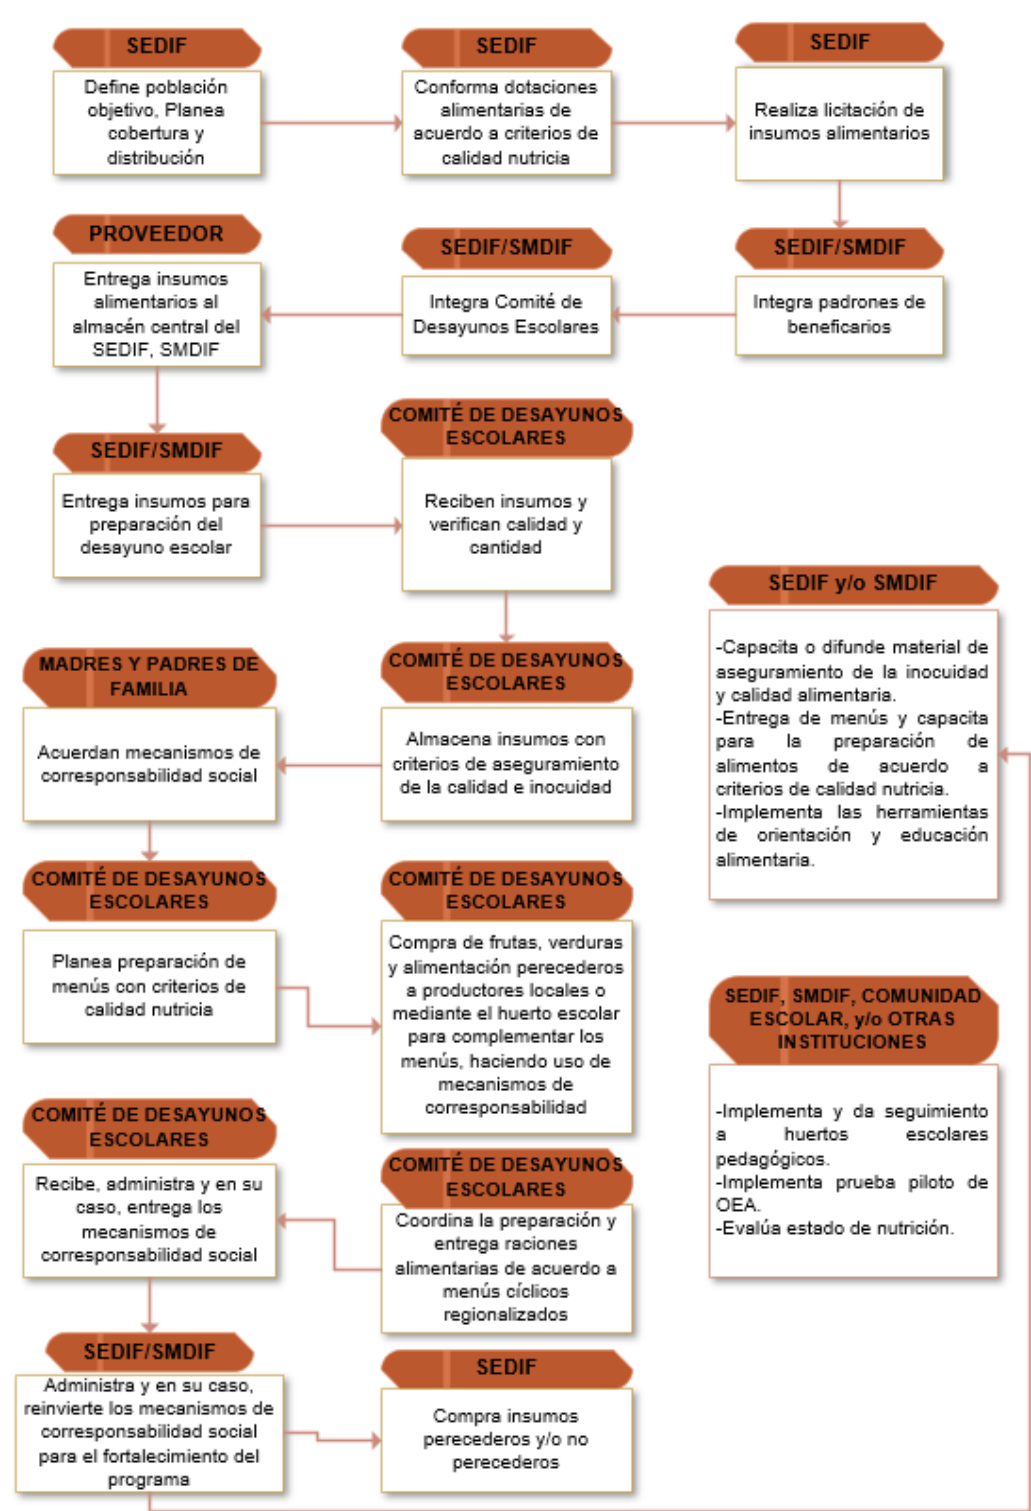 SEDIF
Define población
objetivo, Planea
cobertura y
distribución
SEDIF
Conforma dotaciones
alimentarias de
acuerdo a criterios de
calidad nutricia
SEDIF
Realiza licitación de
insumos alimentarios
PROVEEDOR
Entrega insumos
alimentarios al
almacén central del
SEDIF, SMDIF
SEDIF/SMDIF
Integra Comité de
Desayunos Escolares
SEDIF/SMDIF
Integra padrones de
beneficarios
SEDIF/SMDIF
Entrega insumos para
preparación del
desayuno escolar
COMITÉ DE DESAYUNOS
ESCOLARES
Reciben insumos y
verifican calidad y
cantidad
SEDIF y/o SMDIF
-Capacita o difunde material de
aseguramiento de la inocuidad
y calidad alimentaria.
-Entrega de menús y capacita
para la preparación de
alimentos de acuerdo a
criterios de calidad nutricia.
-Implementa las herramientas
de orientación y educación
alimentaria.
MADRES Y PADRES DE
FAMILIA
Acuerdan mecanismos de
corresponsabilidad social
COMITÉ DE DESAYUNOS
ESCOLARES
Almacena insumos con
criterios de aseguramiento
de la calidad e inocuidad
COMITÉ DE DESAYUNOS
ESCOLARES
Planea preparación de
menús con criterios de
calidad nutricia
COMITÉ DE DESAYUNOS
ESCOLARES
Compra de frutas, verduras
y alimentación perecederos
a productores locales o
mediante el huerto escolar
para complementar los
menús, haciendo uso de
mecanismos de
corresponsabilidad
SEDIF, SMDIF, COMUNIDAD
ESCOLAR, y/o OTRAS
INSTITUCIONES
-Implementa y da seguimiento
a huertos escolares
pedagógicos.
-Implementa prueba piloto de
OEA.
-Evalúa estado de nutrición.
COMITÉ DE DESAYUNOS
ESCOLARES
Recibe, administra y en su
caso, entrega los
mecanismos de
corresponsabilidad social
COMITÉ DE DESAYUNOS
ESCOLARES
Coordina la preparación y
entrega raciones
alimentarias de acuerdo a
menús cíclicos
regionalizados
SEDIF/SMDIF
Administra y en su caso,
reinvierte los mecanismos de
corresponsabilidad social
para el fortalecimiento del
programa
SEDIF
Compra insumos
perecederos y/o no
perecederos